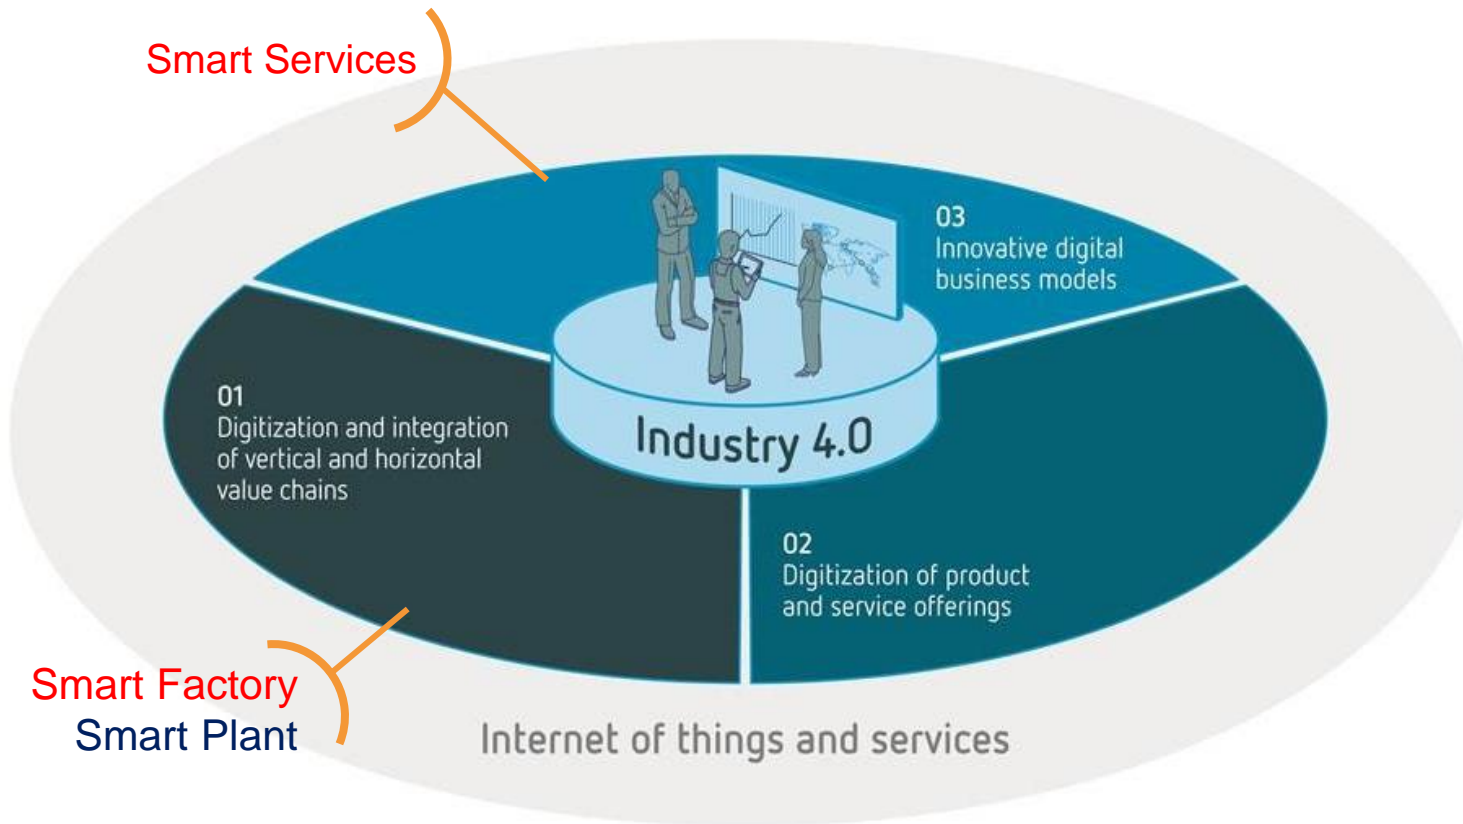 Smart Services
03
Innovative digital
business models
01
Digitization and integration
of vertical and horizontal
value chains
Industry 4.0
02
Digitization of product
and service offerings
Smart Factory
Smart Plant
Internet of things and services